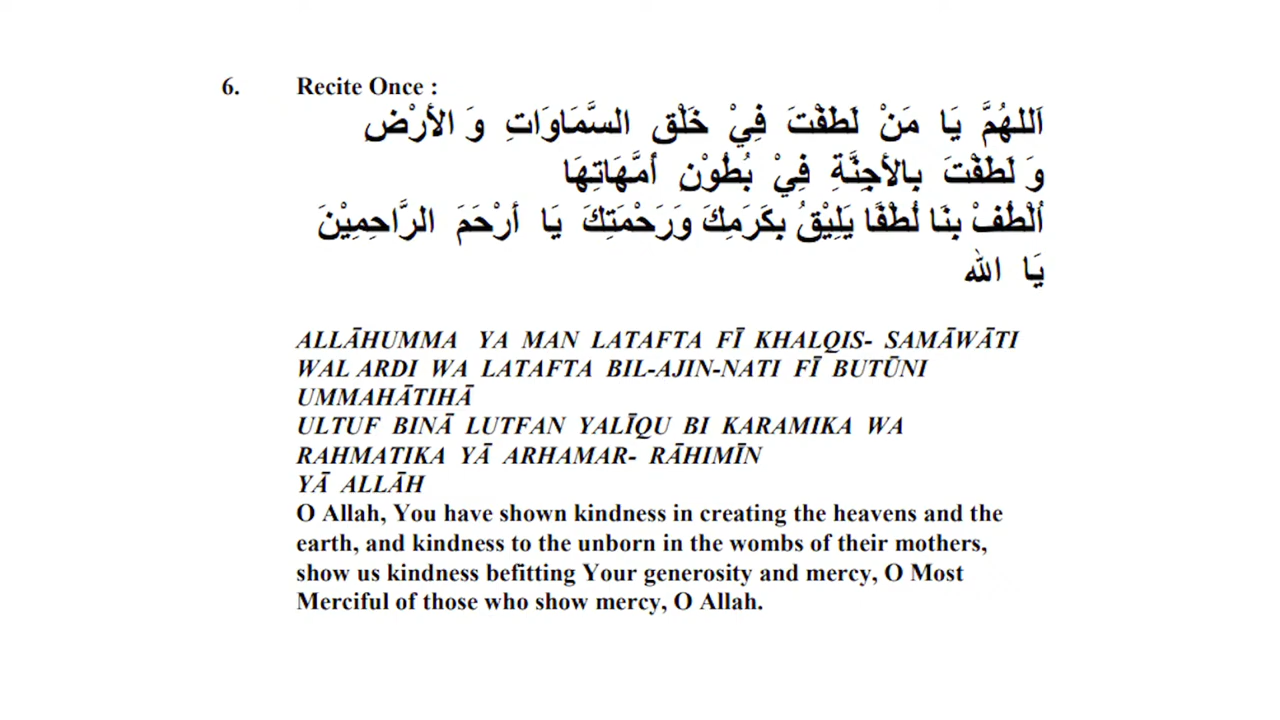 6. Recite Once :
اَللهُمَّ يَا مَنْ لَطَفْتَ فِيْ خَلْقِ السَّمَاوَاتِ وَ الأَرْضِ
وَ لَطَفْتَ بِالأَجِنَّةِ فِيْ بُطُوْنِ أُمَّهَاتِهَا
اُلْطُفْ بِنَا لُطْفًا يَلِيْقُ بِكَرَمِكَ وَرَحْمَتِكَ يَا أَرْحَمَ الرَّاحِمِيْنَ
يَا الله
ALLĀHUMMA YA MAN LATAFTA FĪ KHALQIS- SAMĀWĀTI
WAL ARDI WA LATAFTA BIL-AJIN-NATI FĪ BUTŪNI
UMMAHĀTIHĀ
ULTUF BINĀ LUTFAN YALĪQU BI KARAMIKA WA
RAHMATIKA YĀ ARHAMAR- RĀHIMĪN
YĀ ALLĀH
O Allah, You have shown kindness in creating the heavens and the
earth, and kindness to the unborn in the wombs of their mothers,
show us kindness befitting Your generosity and mercy, O Most
Merciful of those who show mercy, O Allah.